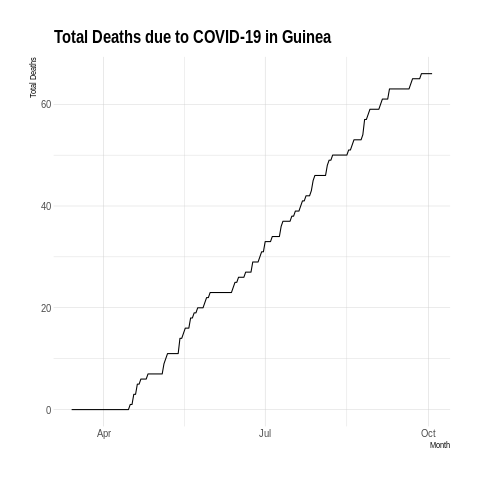 Total Deaths due to COVID-19 in Guinea
Total Deaths
60
40
20
0
Apr
Jul
Oct
Month